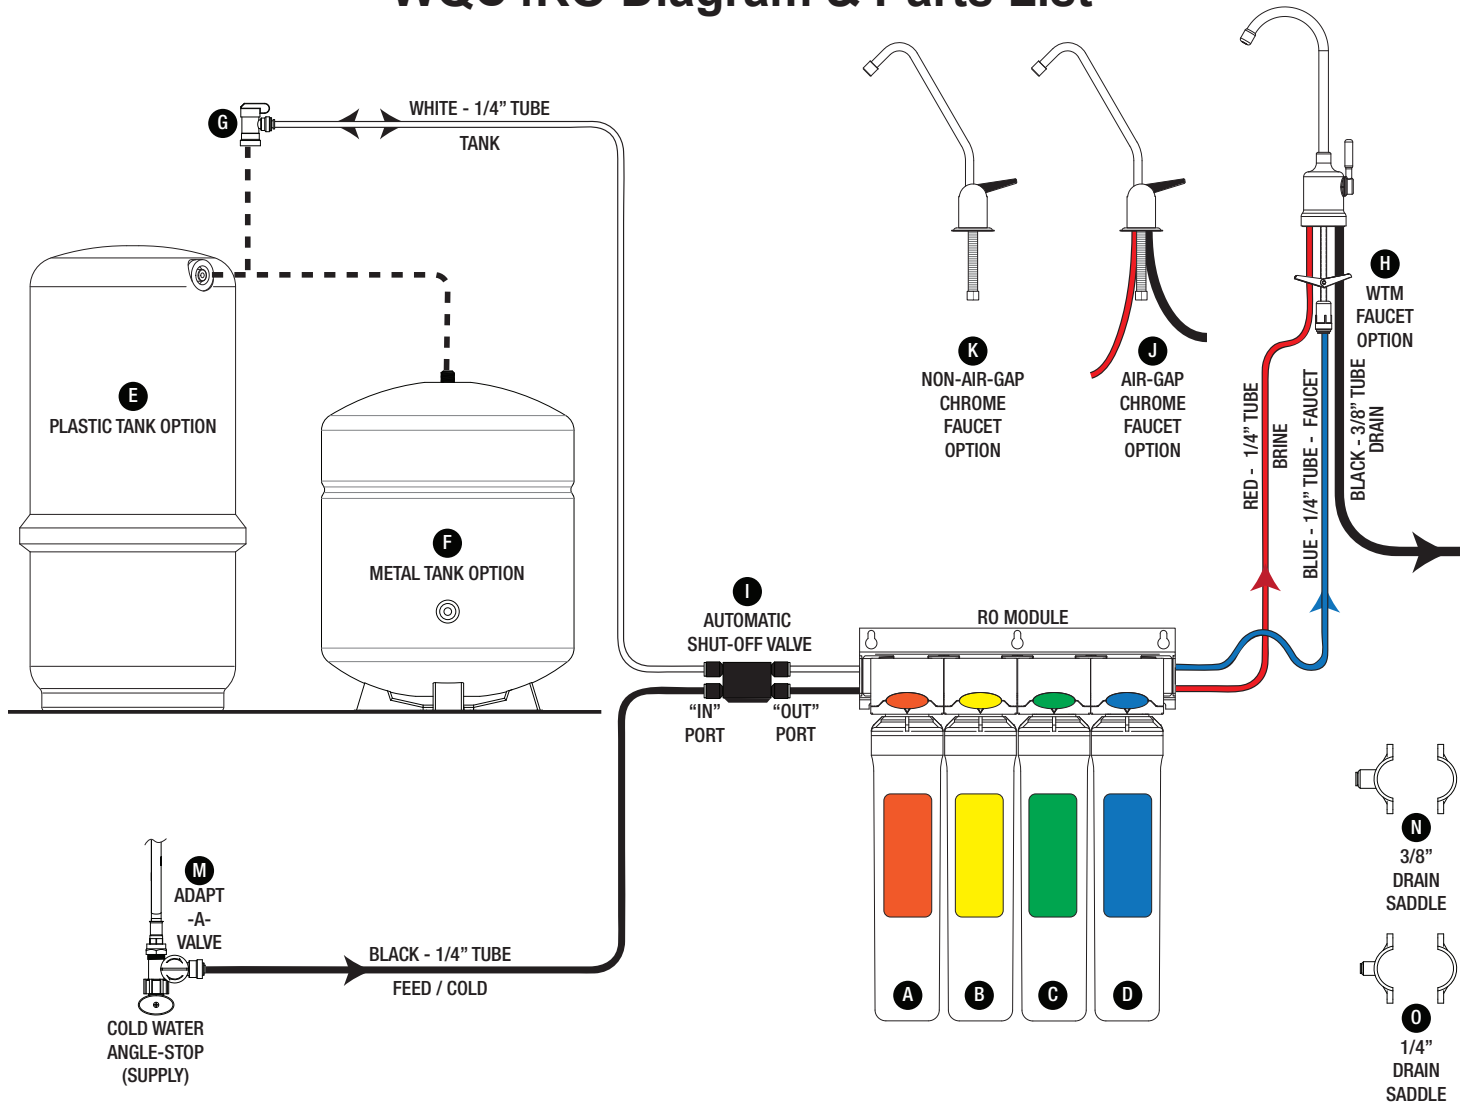 G
WHITE - 1/4” TUBE
TANK
E
PLASTIC TANK OPTION
F
METAL TANK OPTION
K
NON-AIR-GAP
CHROME
FAUCET
OPTION
J
AIR-GAP
CHROME
FAUCET
OPTION
H
WTM
FAUCET
OPTION
RED - 1/4” TUBE
BRINE
BLUE - 1/4” TUBE - FAUCET
BLACK - 3/8” TUBE
DRAIN
I
AUTOMATIC
SHUT-OFF VALVE
“IN”
PORT
“OUT”
PORT
RO MODULE
A
B
C
D
M
ADAPT
-A-
VALVE
BLACK - 1/4” TUBE
FEED / COLD
COLD WATER
ANGLE-STOP
(SUPPLY)
N
3/8”
DRAIN
SADDLE
O
1/4”
DRAIN
SADDLE